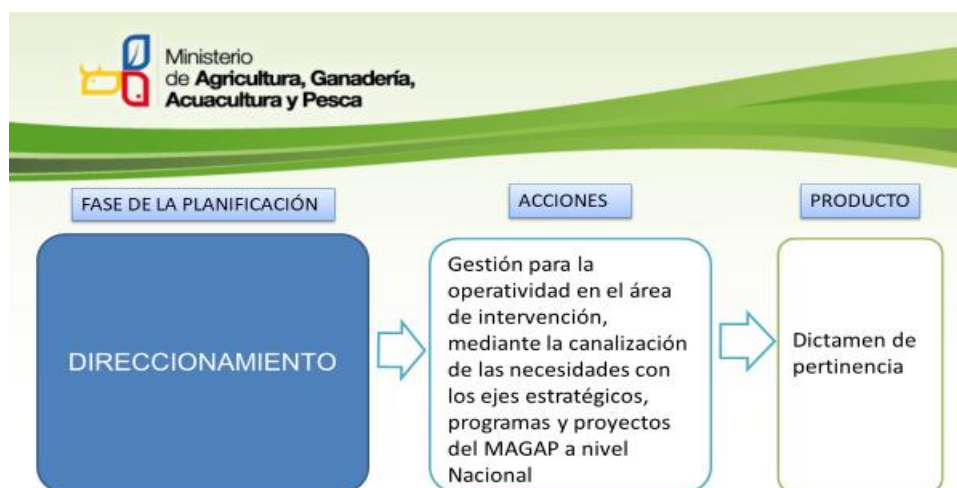 Ministerio
de Agricultura, Ganadería,
Acuacultura y Pesca
FASE DE LA PLANIFICACIÓN
ACCIONES
PRODUCTO
DIRECCIONAMIENTO
Gestión para la
operatividad en el área
de intervención,
mediante la canalización
de las necesidades con
los ejes estratégicos,
programas y proyectos
del MAGAP a nivel
Nacional
Dictamen de
pertinencia